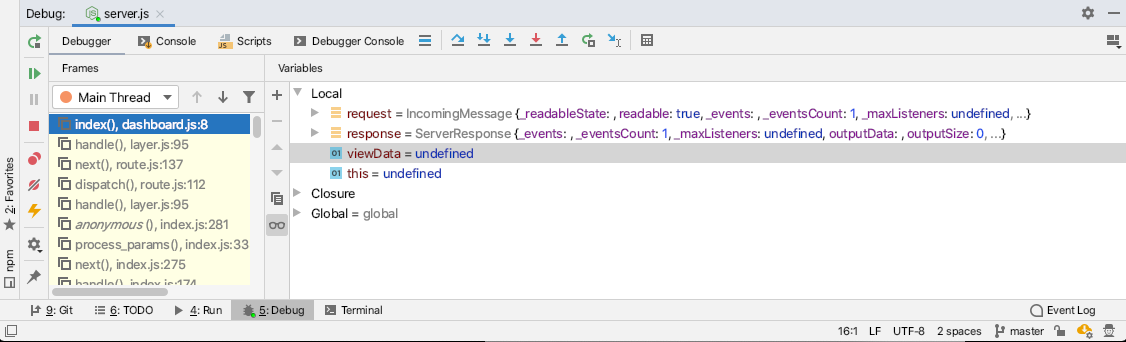 Debug: server.js
Debugger Console Scripts Debugger Console
Frames Variables
Main Thread
index(), dashboard.js:8
handle(), layer.js:95
next(), route.js:137
dispatch(), route.js:112
handle(), layer.js:95
anonymous (), index.js:281
process_params(), index.js:33
next(), index.js:275
handle(), index.js:174
Local
request = IncomingMessage {_readableState: , readable: true, _events: , _eventsCount: 1, _maxListeners: undefined, ...}
response = ServerResponse {_events: , _eventsCount: 1, _maxListeners: undefined, outputData: , outputSize: 0, ...}
01 viewData = undefined
01 this = undefined
Closure
Global = global
2: Favorites
npm
9: Git 6: TODO 4: Run 5: Debug Terminal Event Log
16:1 LF UTF-8 2 spaces master